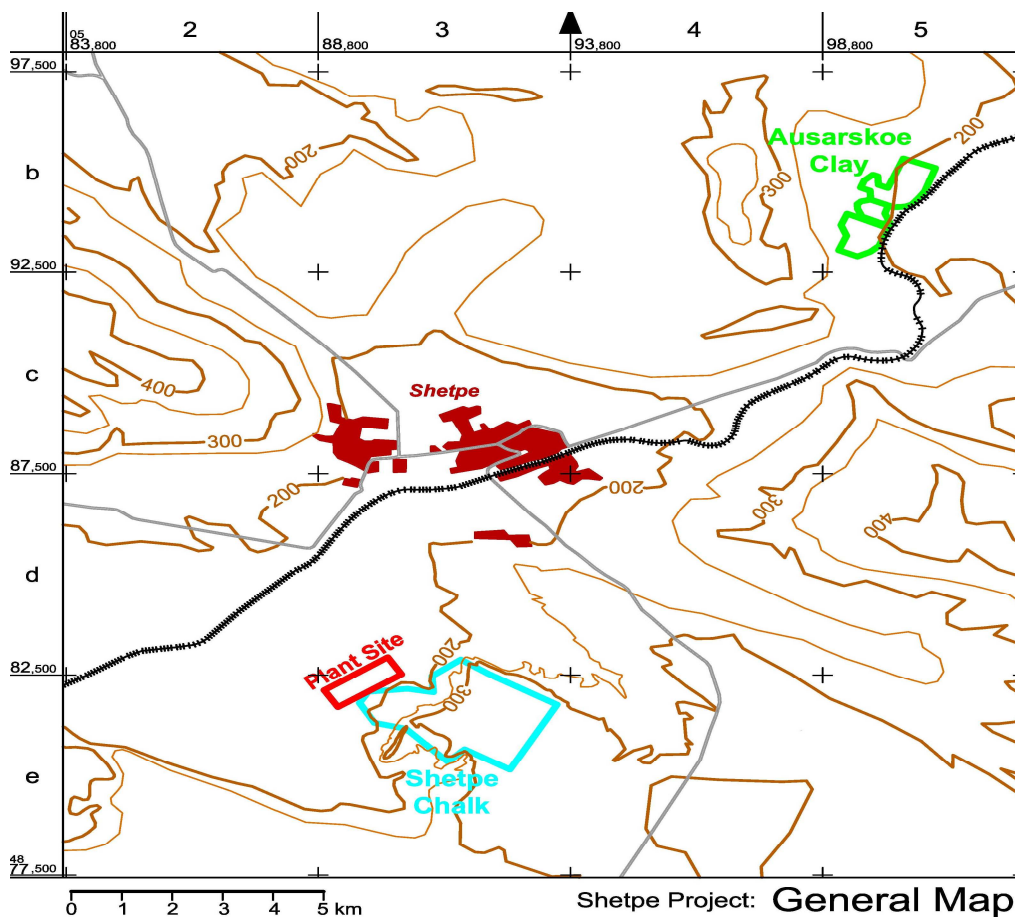 2 3 4 5
05
83,800 88,800 93,800 98,800
97,500
b
92,500
c
87,500
d
82,500
e
48
77,500
Ausarskoe
Clay
200
200
300
400
300
Shetpe
200
200
300
400
Plant Site
200
300
Shetpe
Chalk
0 1 2 3 4 5 km
Shetpe Project: General Map